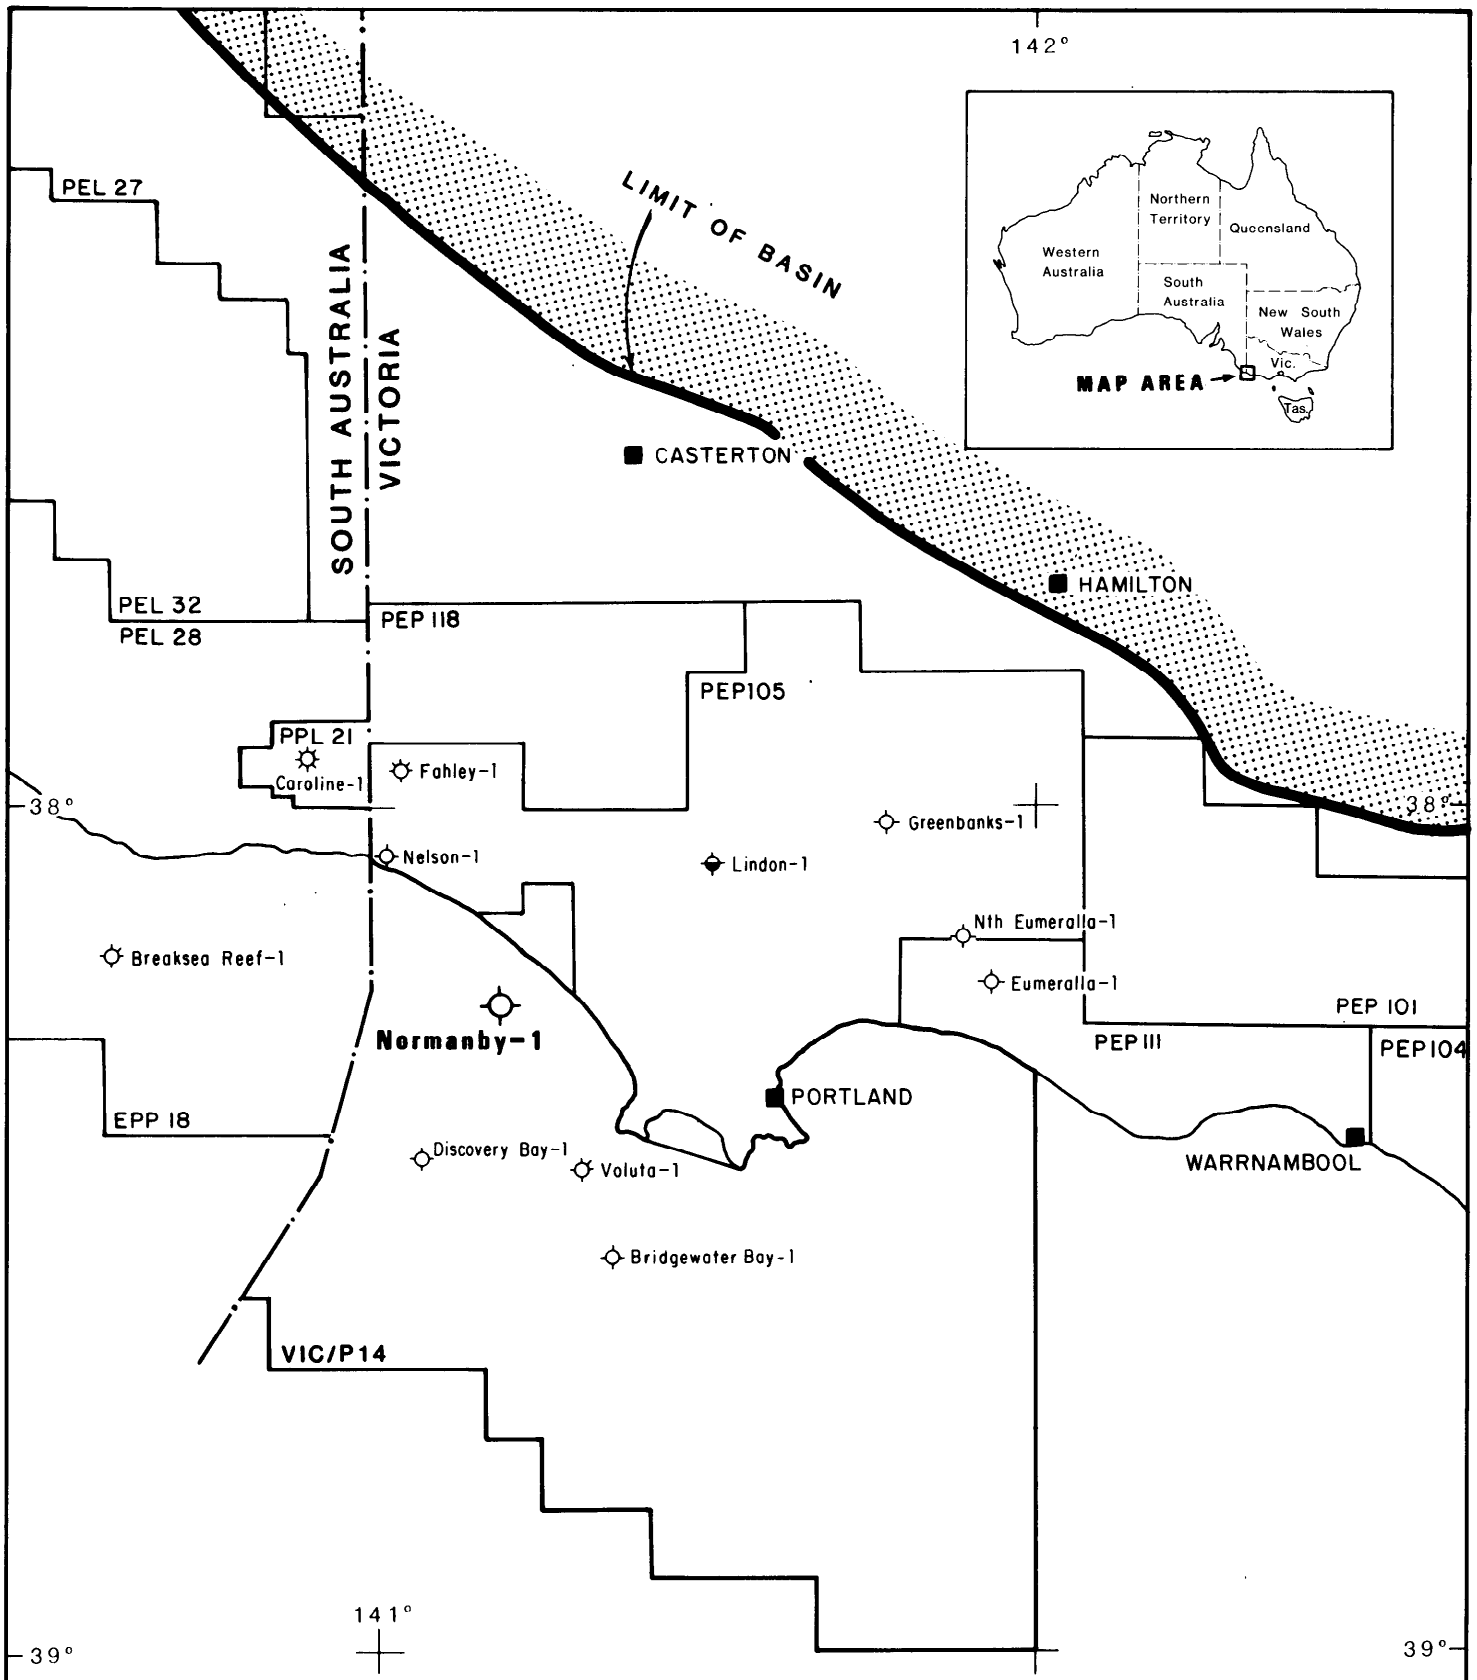 142°
PEL 27
LIMIT OF BASIN
SOUTH AUSTRALIA
VICTORIA
Northern
Territory
Queensland
Western
Australia
South
Australia
New South
Wales
Vic.
MAP AREA
Tas.
CASTERTON
HAMILTON
PEL 32
PEL 28
PEP 118
PEP105
PPL 21
Caroline-1
Fahley-1
38°
38°
Greenbanks-1
Nelson-1
Lindon-1
Nth Eumeralla-1
Breaksea Reef-1
Eumeralla-1
Normanby-1
PEP 101
PEP 111
PEP104
PORTLAND
EPP 18
Discovery Bay-1
Voluta-1
WARRNAMBOOL
Bridgewater Bay-1
VIC/P14
141°
39°
39°